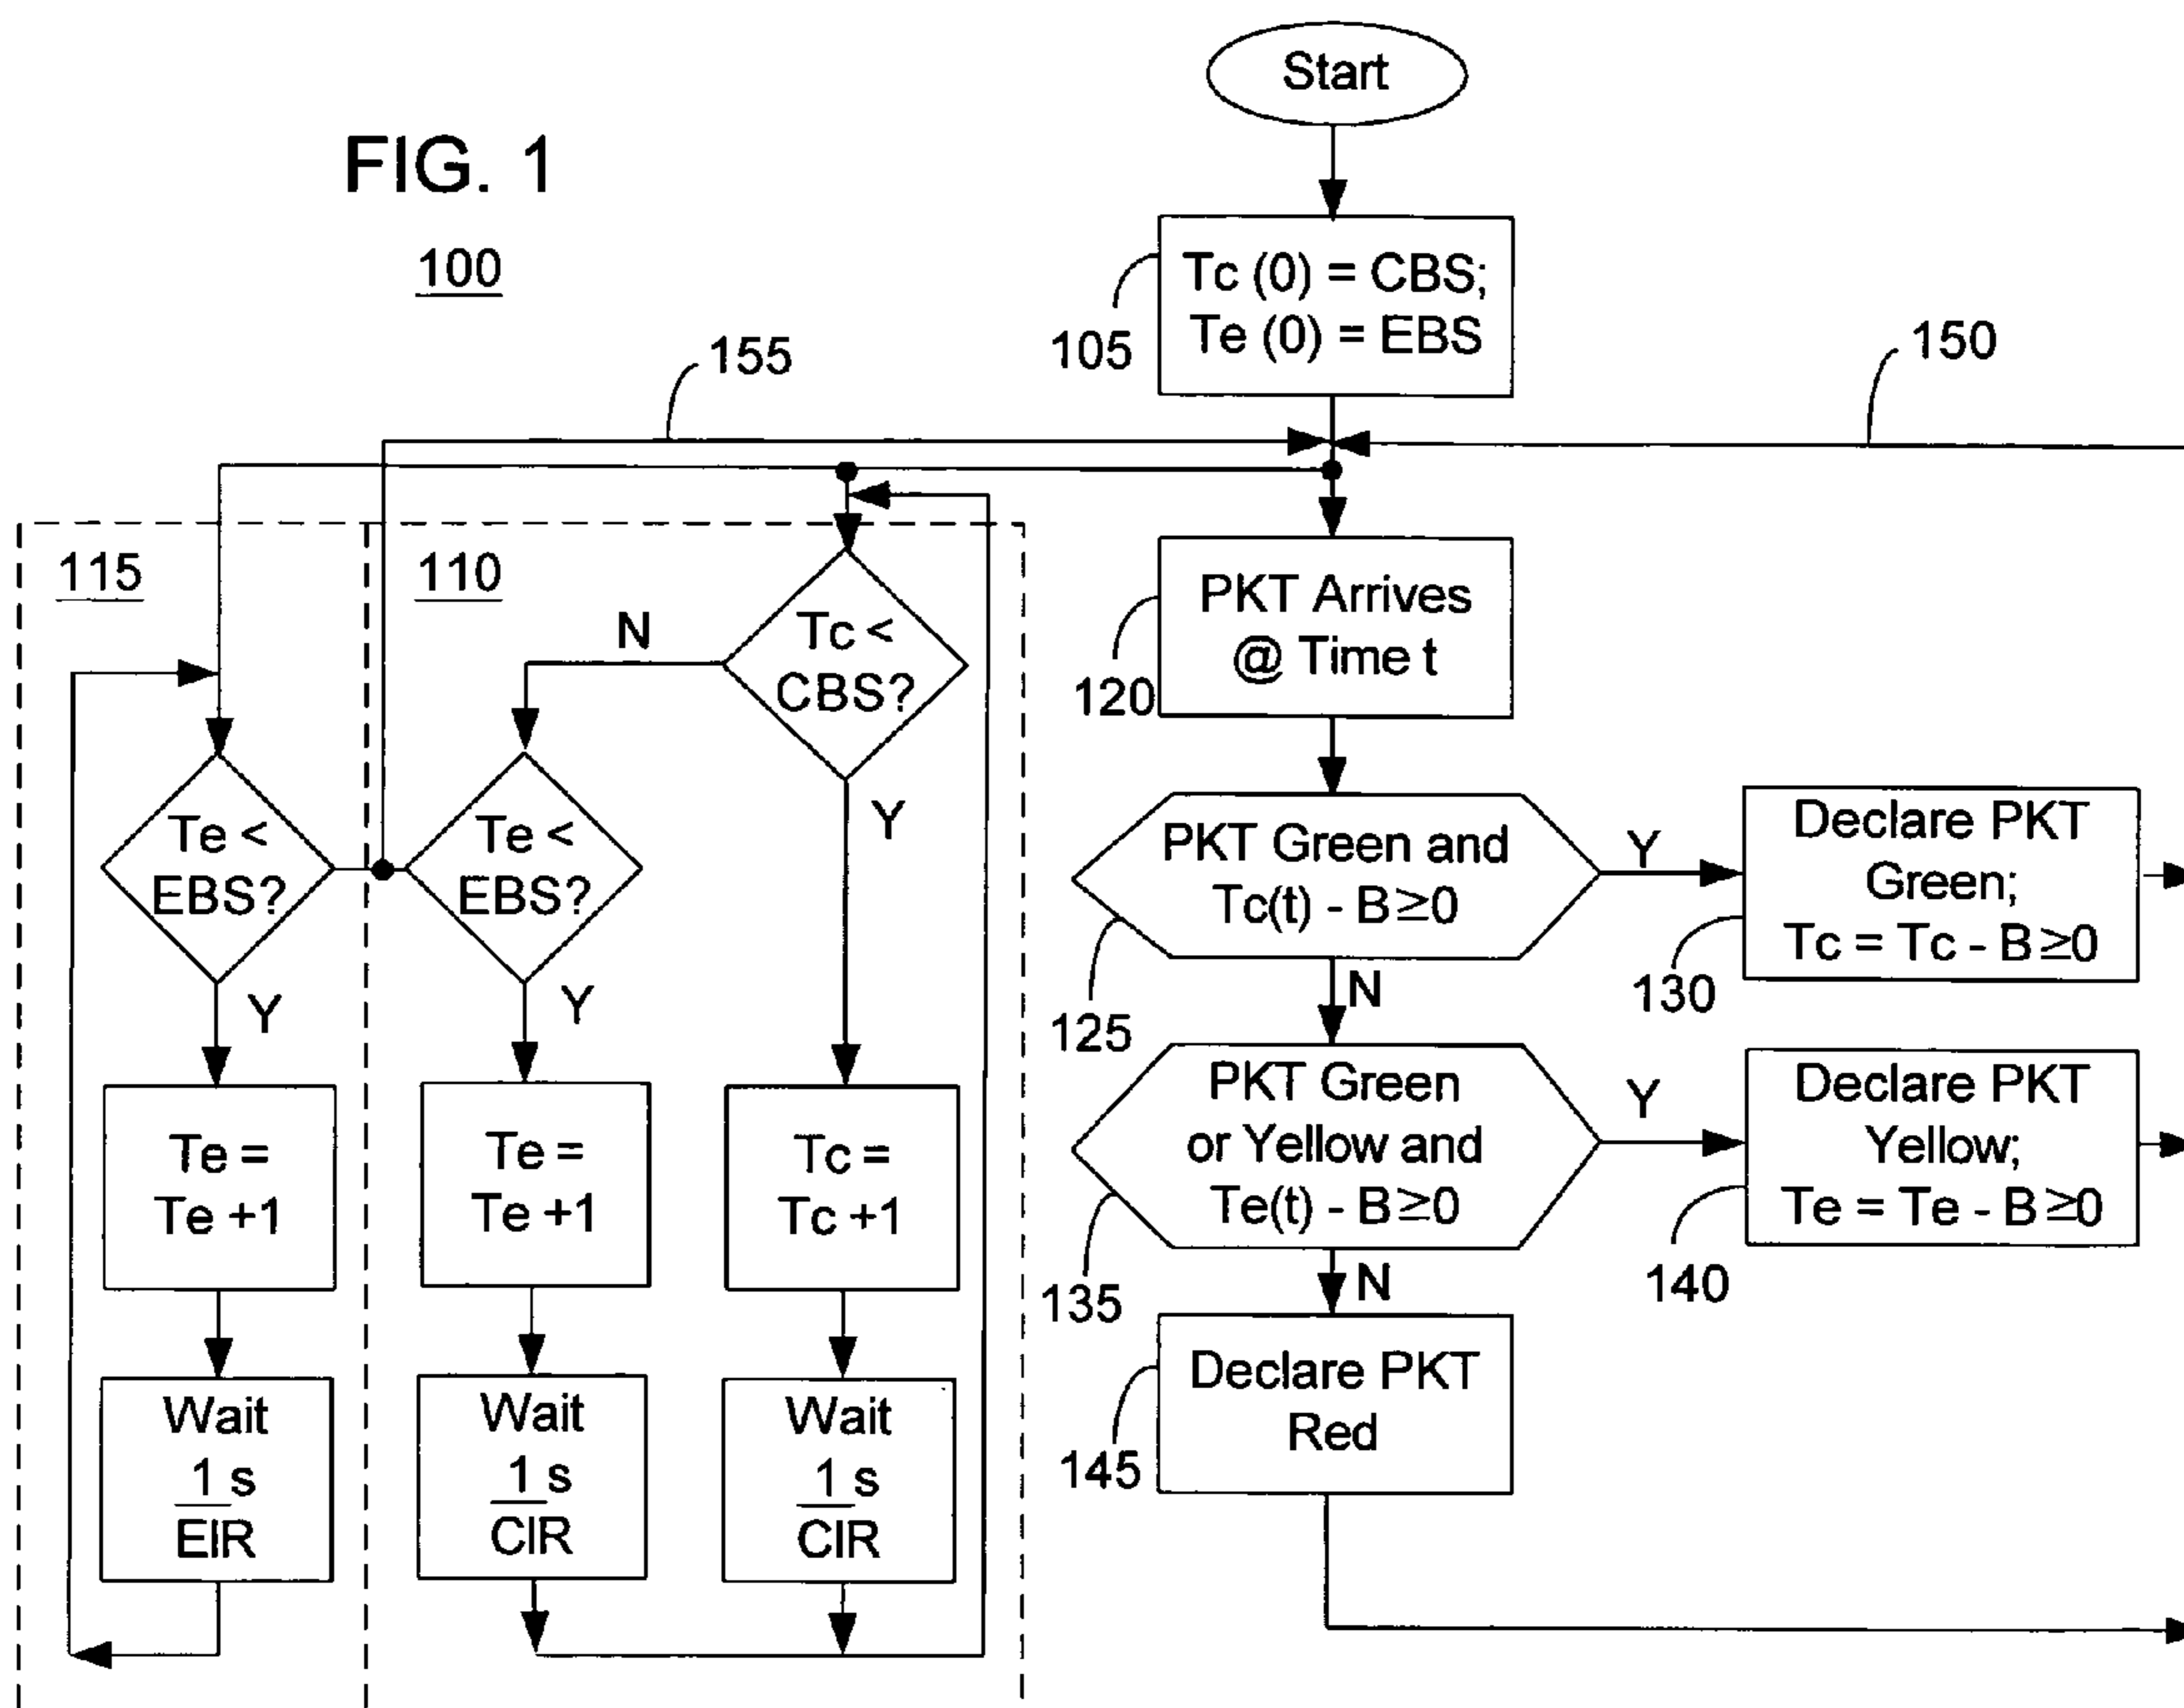 Start
FIG. 1
100
Tc (0) = CBS;
Te (0) = EBS
105
155
150
115
110
Tc <
CBS?
N
Y
PKT Arrives
@ Time t
120
Te <
EBS?
Y
Te <
EBS?
Y
PKT Green and
Tc(t) - B≥0
125
Y
N
Declare PKT
Green;
Tc = Tc - B≥0
130
Te =
Te +1
Te =
Te +1
Tc =
Tc +1
PKT Green
or Yellow and
Te(t) - B≥0
135
Y
N
Declare PKT
Yellow;
Te = Te - B≥0
140
Wait
1 s
EIR
Wait
1 s
CIR
Wait
1 s
CIR
Declare PKT
Red
145